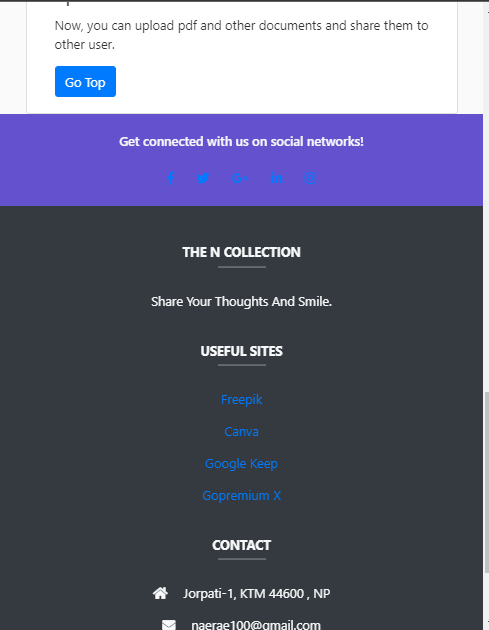 Now, you can upload pdf and other documents and share them to
other user.
Go Top
Get connected with us on social networks!
THE N COLLECTION
Share Your Thoughts And Smile.
USEFUL SITES
Freepik
Canva
Google Keep
Gopremium X
CONTACT
Jorpati-1, KTM 44600 , NP
naerae100@gmail.com